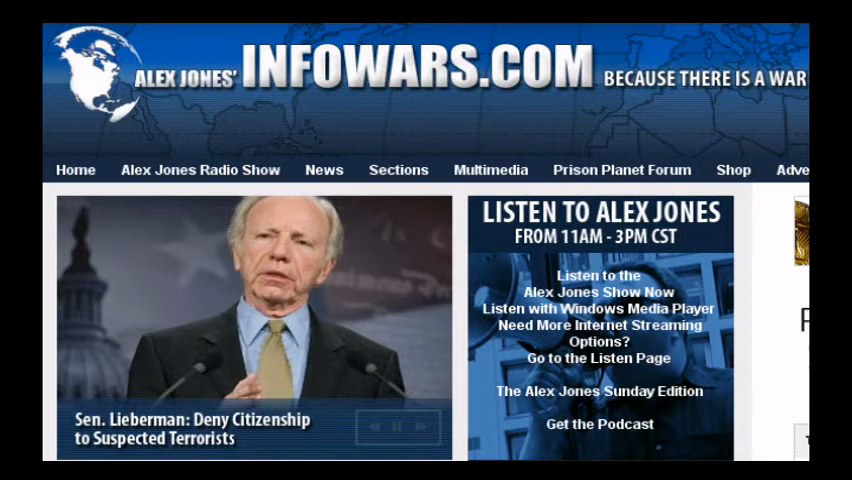 ALEX JONES' INFOWARS.COM BECAUSE THERE IS A WAR
Home Alex Jones Radio Show News Sections Multimedia Prison Planet Forum Shop Adve
LISTEN TO ALEX JONES
FROM 11AM - 3PM CST
Listen to the
Alex Jones Show Now
Listen with Windows Media Player
Need More Internet Streaming
Options?
Go to the Listen Page
The Alex Jones Sunday Edition
Get the Podcast
Sen. Lieberman: Deny Citizenship
to Suspected Terrorists